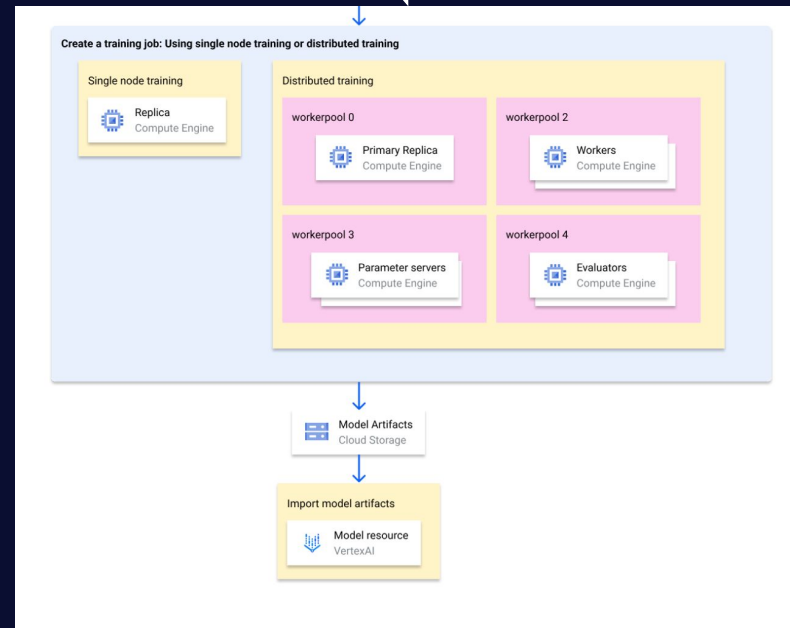 Create a training job: Using single node training or distributed training
Single node training
Replica
Compute Engine
Distributed training
workerpool 0
Primary Replica
Compute Engine
workerpool 2
Workers
Compute Engine
workerpool 3
Parameter servers
Compute Engine
workerpool 4
Evaluators
Compute Engine
Model Artifacts
Cloud Storage
Import model artifacts
Model resource
VertexAI